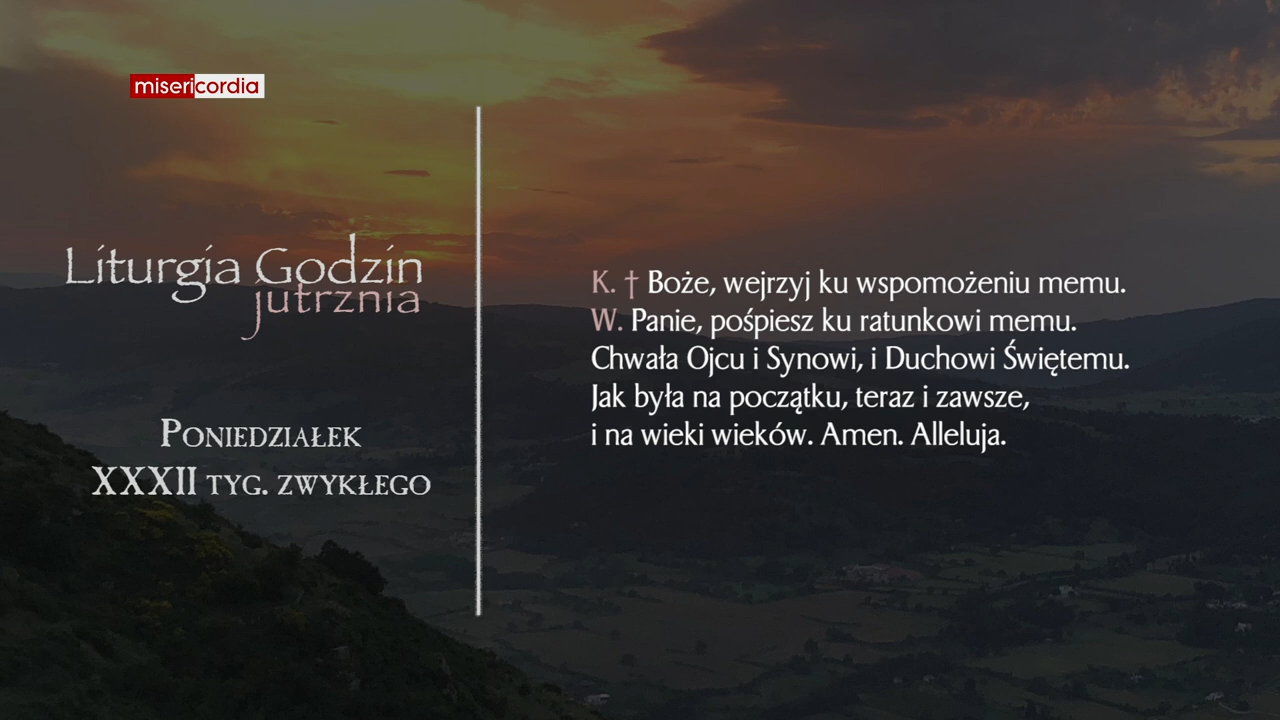 misericordia
Liturgia Godzin
jutrznia
Poniedziałek
XXXII tyg. zwykłego
K. † Boże, wejrzyj ku wspomożeniu memu.
W. Panie, pośpiesz ku ratunkowi memu.
Chwała Ojcu i Synowi, i Duchowi Świętemu.
Jak była na początku, teraz i zawsze,
i na wieki wieków. Amen. Alleluja.